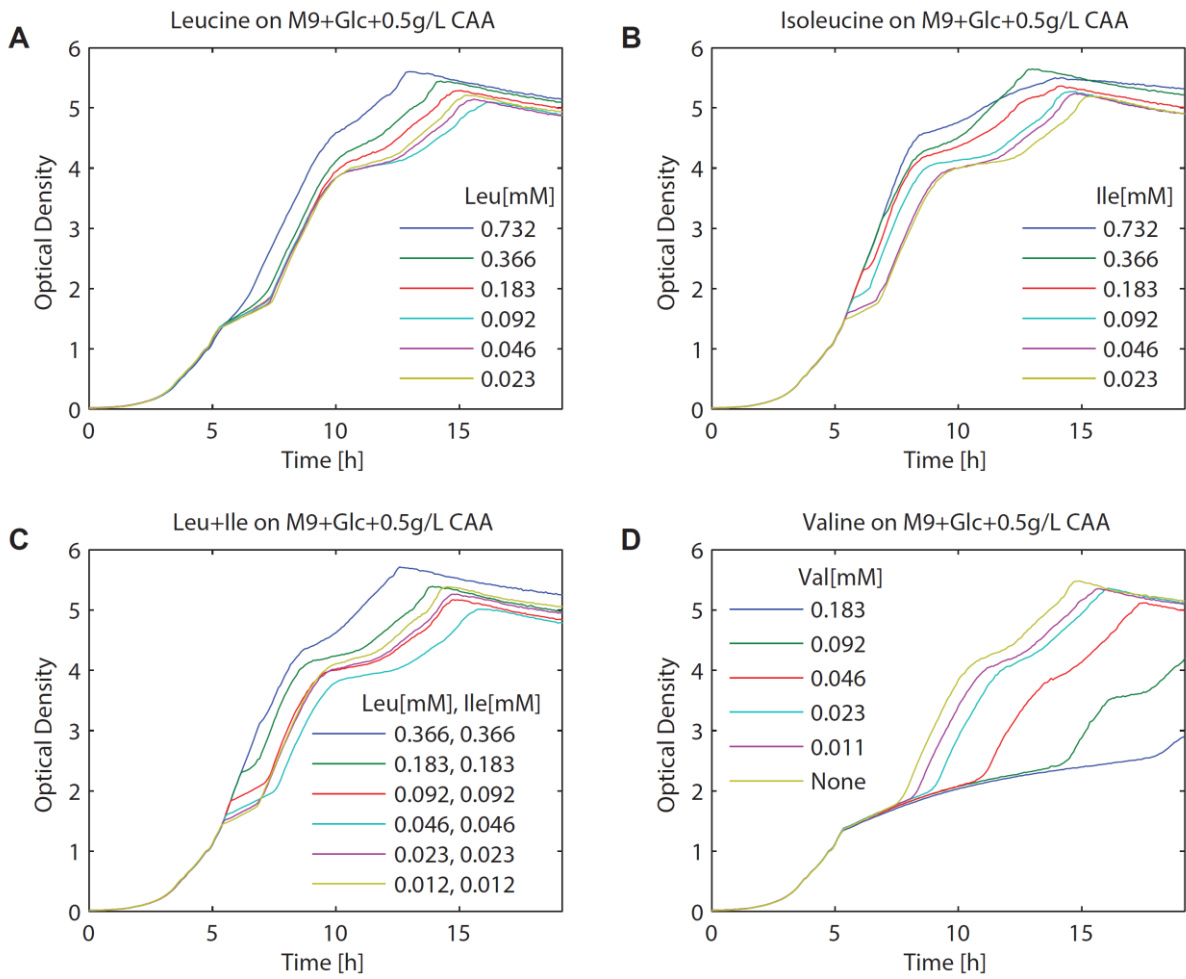 A
Leucine on M9+Glc+0.5g/L CAA
Optical Density
6
5
4
3
2
1
0
Leu[mM]
0.732
0.366
0.183
0.092
0.046
0.023
0 5 10 15
Time [h]
B
Isoleucine on M9+Glc+0.5g/L CAA
Optical Density
6
5
4
3
2
1
0
Ile[mM]
0.732
0.366
0.183
0.092
0.046
0.023
0 5 10 15
Time [h]
C
Leu+Ile on M9+Glc+0.5g/L CAA
Optical Density
6
5
4
3
2
1
0
Leu[mM], Ile[mM]
0.366, 0.366
0.183, 0.183
0.092, 0.092
0.046, 0.046
0.023, 0.023
0.012, 0.012
0 5 10 15
Time [h]
D
Valine on M9+Glc+0.5g/L CAA
Optical Density
6
5
4
3
2
1
0
Val[mM]
0.183
0.092
0.046
0.023
0.011
None
0 5 10 15
Time [h]